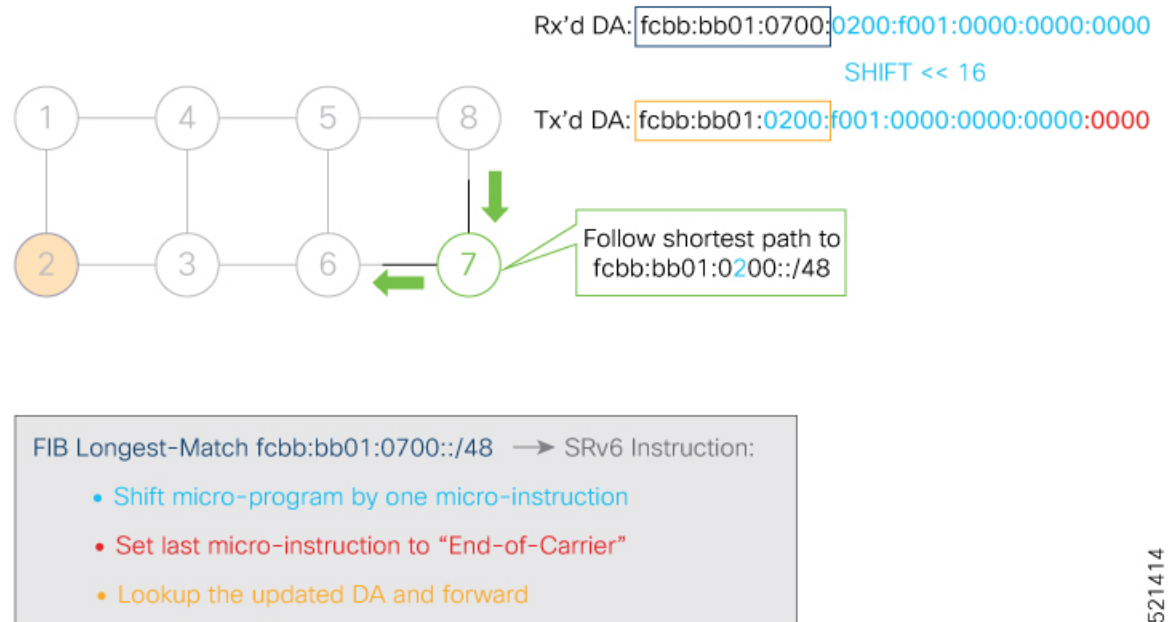 Rx'd DA: fcbb:bb01:0700:0200:f001:0000:0000:0000
SHIFT << 16
Tx'd DA: fcbb:bb01:0200:f001:0000:0000:0000:0000
1
4
5
8
2
3
6
7
Follow shortest path to
fcbb:bb01:0200::/48
FIB Longest-Match fcbb:bb01:0700::/48 → SRv6 Instruction:
• Shift micro-program by one micro-instruction
• Set last micro-instruction to “End-of-Carrier”
• Lookup the updated DA and forward
521414